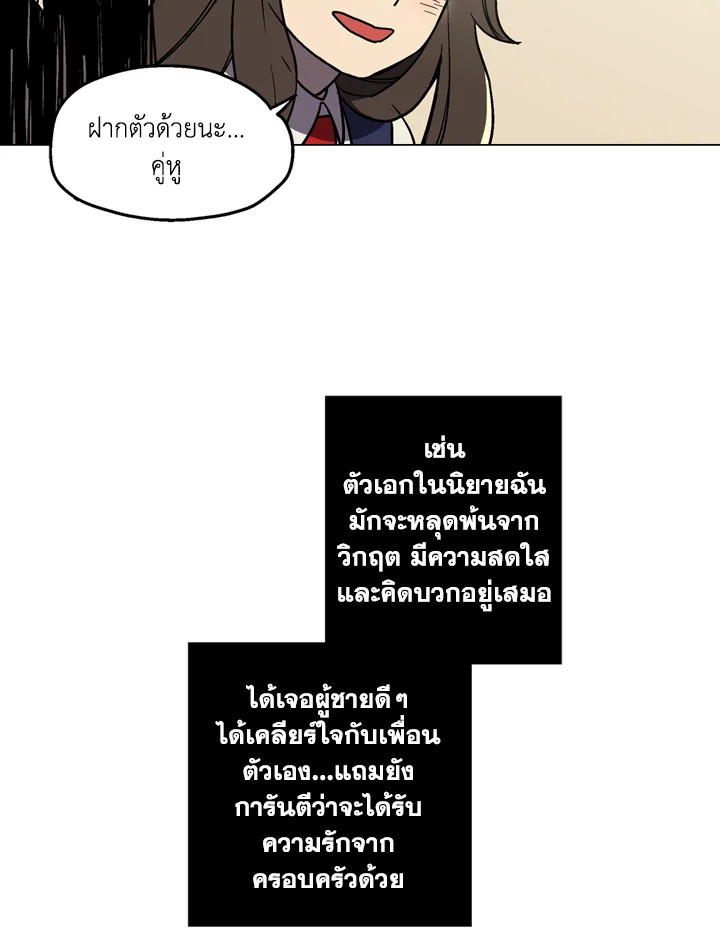 ฝากตัวด้วยนะ...
คู่หู
เช่น
ตัวเอกในนิยายฉัน
มักจะหลุดพ้นจาก
วิกฤต มีความสดใส
และคิดบวกอยู่เสมอ
ได้เจอผู้ชายดีๆ
ได้เคลียร์ใจกับเพื่อน
ตัวเอง...แถมยัง
การันตีว่าจะได้รับ
ความรักจาก
ครอบครัวด้วย